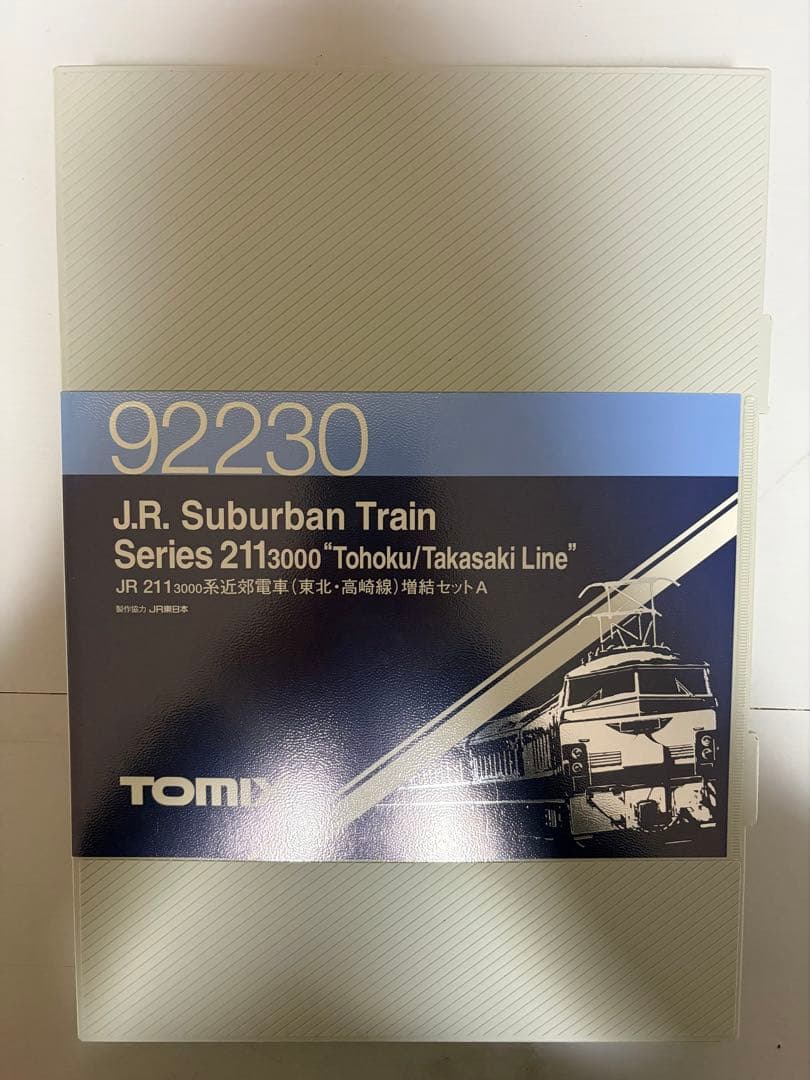 92230
J.R. Suburban Train
Series 2113000 “Tohoku/Takasaki Line”
JR 2113000系近郊電車(東北・高崎線)増結セットA
製作協力 JR東日本
TOMIX